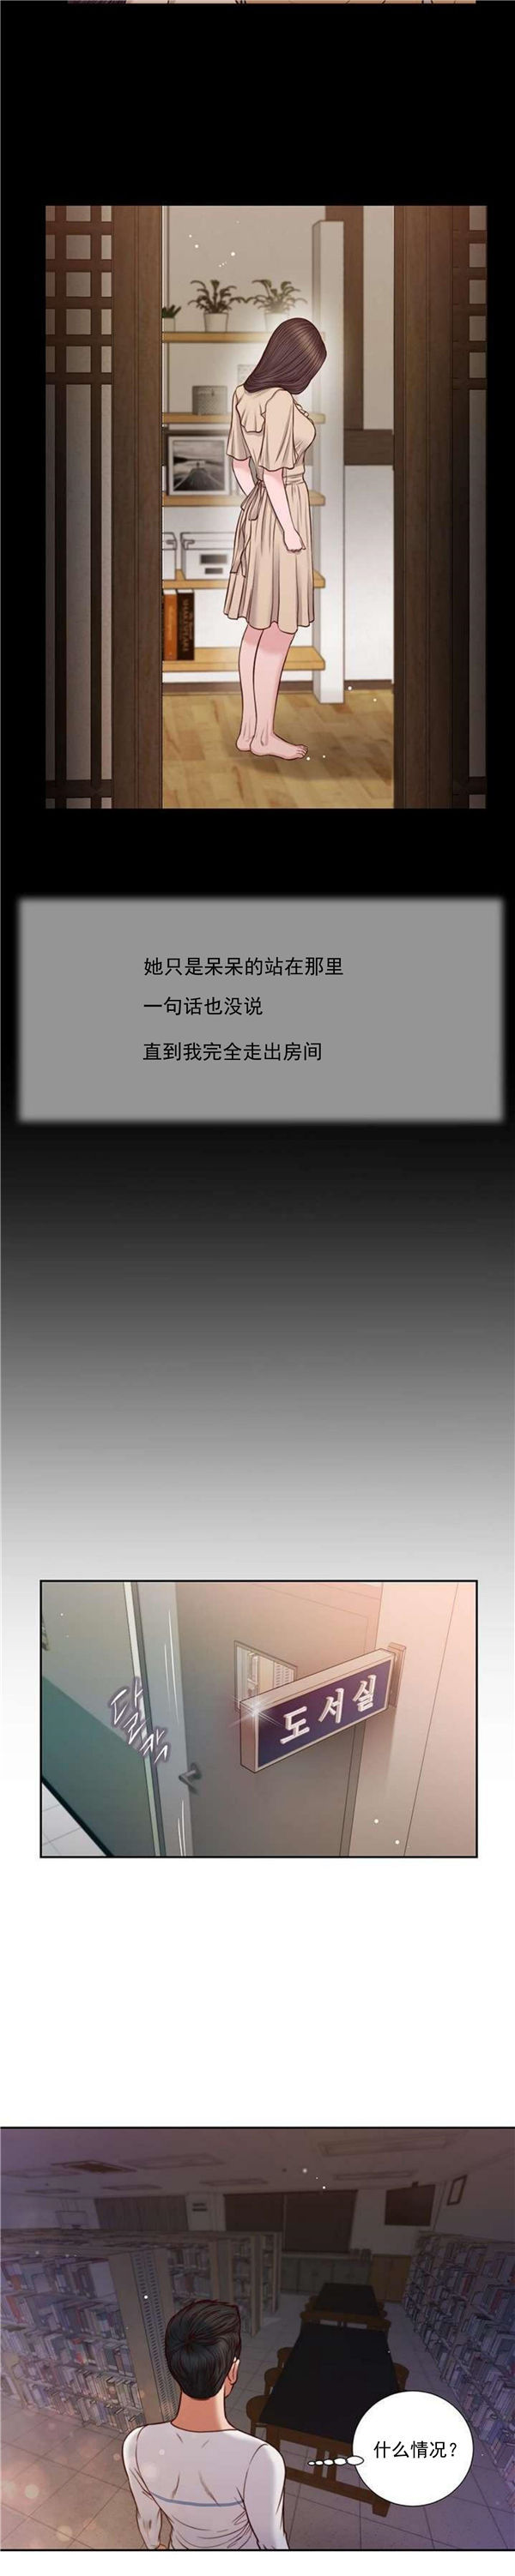 她只是呆呆的站在那里
一句话也没说
直到我完全走出房间
달칵
도서실
什么情况?